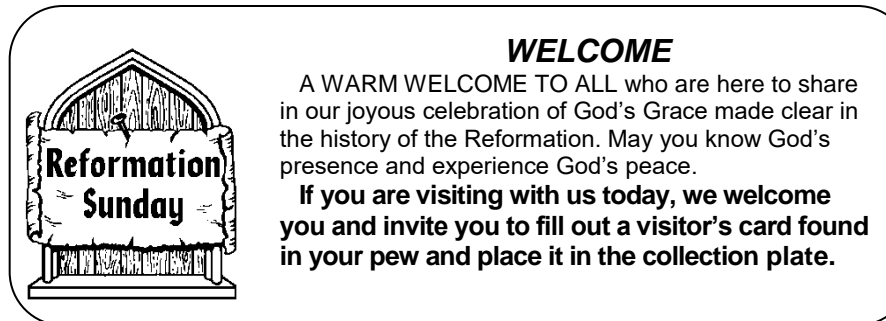 Reformation
Sunday
WELCOME
A WARM WELCOME TO ALL who are here to share
in our joyous celebration of God’s Grace made clear in
the history of the Reformation. May you know God’s
presence and experience God’s peace.
If you are visiting with us today, we welcome
you and invite you to fill out a visitor’s card found
in your pew and place it in the collection plate.